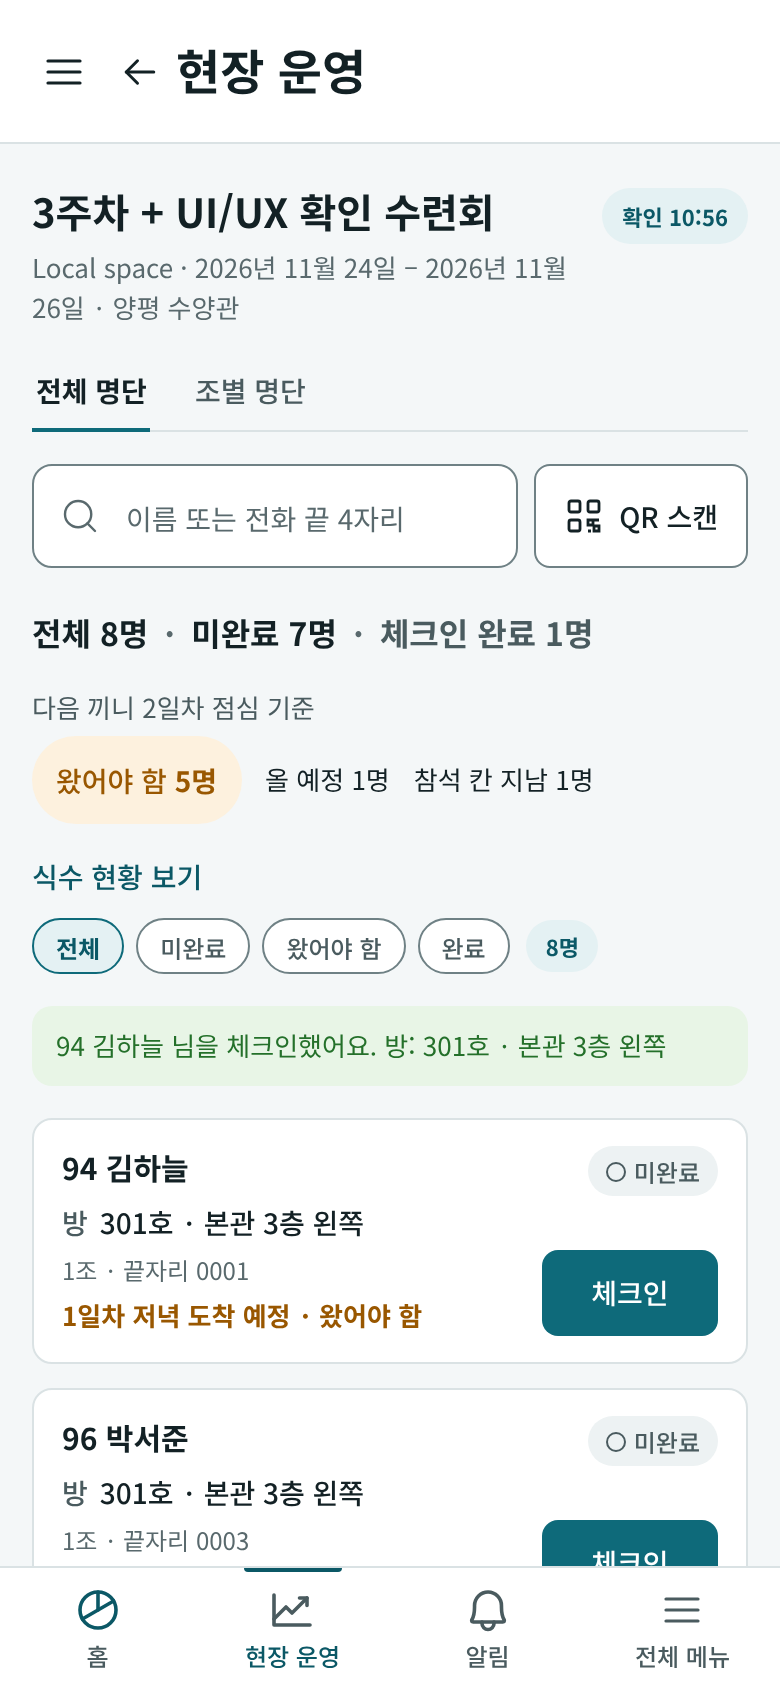 현장 운영
3주차 + UI/UX 확인 수련회
확인 10:56
Local space · 2026년 11월 24일 – 2026년 11월
26일 · 양평 수양관
전체 명단 조별 명단
이름 또는 전화 끝 4자리
QR 스캔
전체 8명 · 미완료 7명 · 체크인 완료 1명
다음 끼니 2일차 점심 기준
왔어야 함 5명 올 예정 1명 참석 칸 지남 1명
식수 현황 보기
전체 미완료 왔어야 함 완료 8명
94 김하늘 님을 체크인했어요. 방: 301호 · 본관 3층 왼쪽
94 김하늘
미완료
방 301호 · 본관 3층 왼쪽
1조 · 끝자리 0001
체크인
1일차 저녁 도착 예정 · 왔어야 함
96 박서준
미완료
방 301호 · 본관 3층 왼쪽
1조 · 끝자리 0003
체크인
홈 현장 운영 알림 전체 메뉴